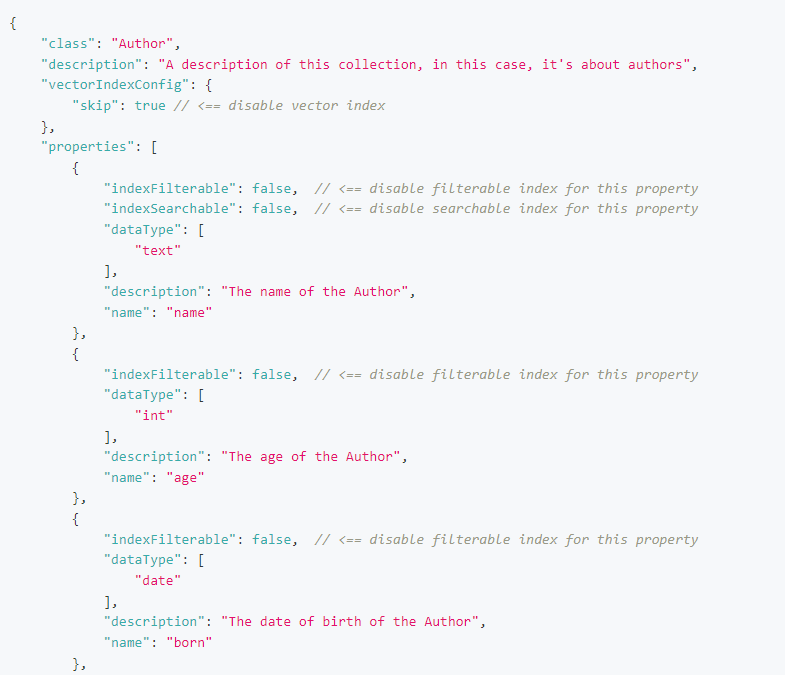 {
    "class": "Author",
    "description": "A description of this collection, in this case, it's about authors",
    "vectorIndexConfig": {
        "skip": true // <== disable vector index
    },
    "properties": [
        {
            "indexFilterable": false,  // <== disable filterable index for this property
            "indexSearchable": false,  // <== disable searchable index for this property
            "dataType": [
                "text"
            ],
            "description": "The name of the Author",
            "name": "name"
        },
        {
            "indexFilterable": false,  // <== disable filterable index for this property
            "dataType": [
                "int"
            ],
            "description": "The age of the Author",
            "name": "age"
        },
        {
            "indexFilterable": false,  // <== disable filterable index for this property
            "dataType": [
                "date"
            ],
            "description": "The date of birth of the Author",
            "name": "born"
        },